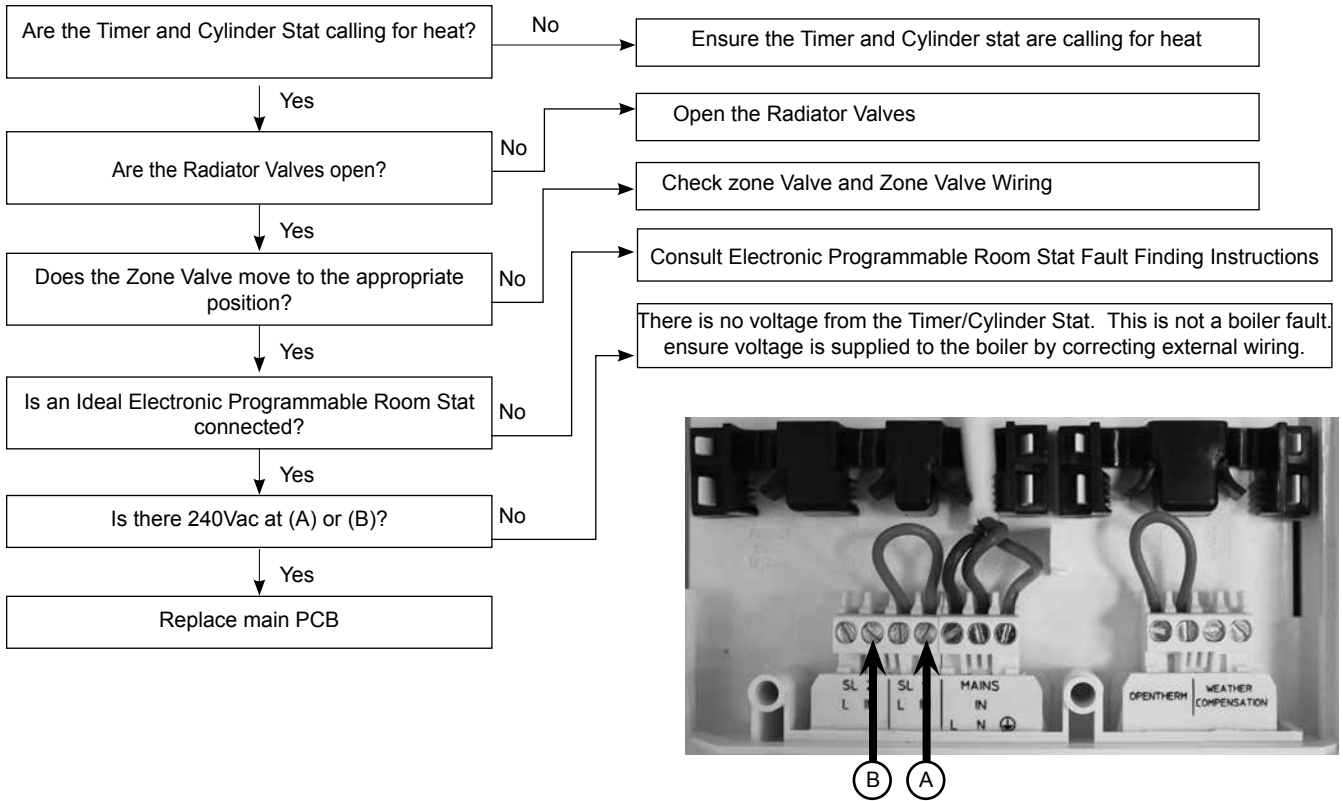 Are the Timer and Cylinder Stat calling for heat?
No
Ensure the Timer and Cylinder stat are calling for heat
Yes
Are the Radiator Valves open?
No
Open the Radiator Valves
Yes
Does the Zone Valve move to the appropriate
position?
No
Check zone Valve and Zone Valve Wiring
Yes
Is an Ideal Electronic Programmable Room Stat
connected?
No
Consult Electronic Programmable Room Stat Fault Finding Instructions
Yes
Is there 240Vac at (A) or (B)?
No
There is no voltage from the Timer/Cylinder Stat. This is not a boiler fault.
ensure voltage is supplied to the boiler by correcting external wiring.
Yes
Replace main PCB
SL SL MAINS
L L IN
L N
OPENTHERM WEATHER
COMPENSATION
B A